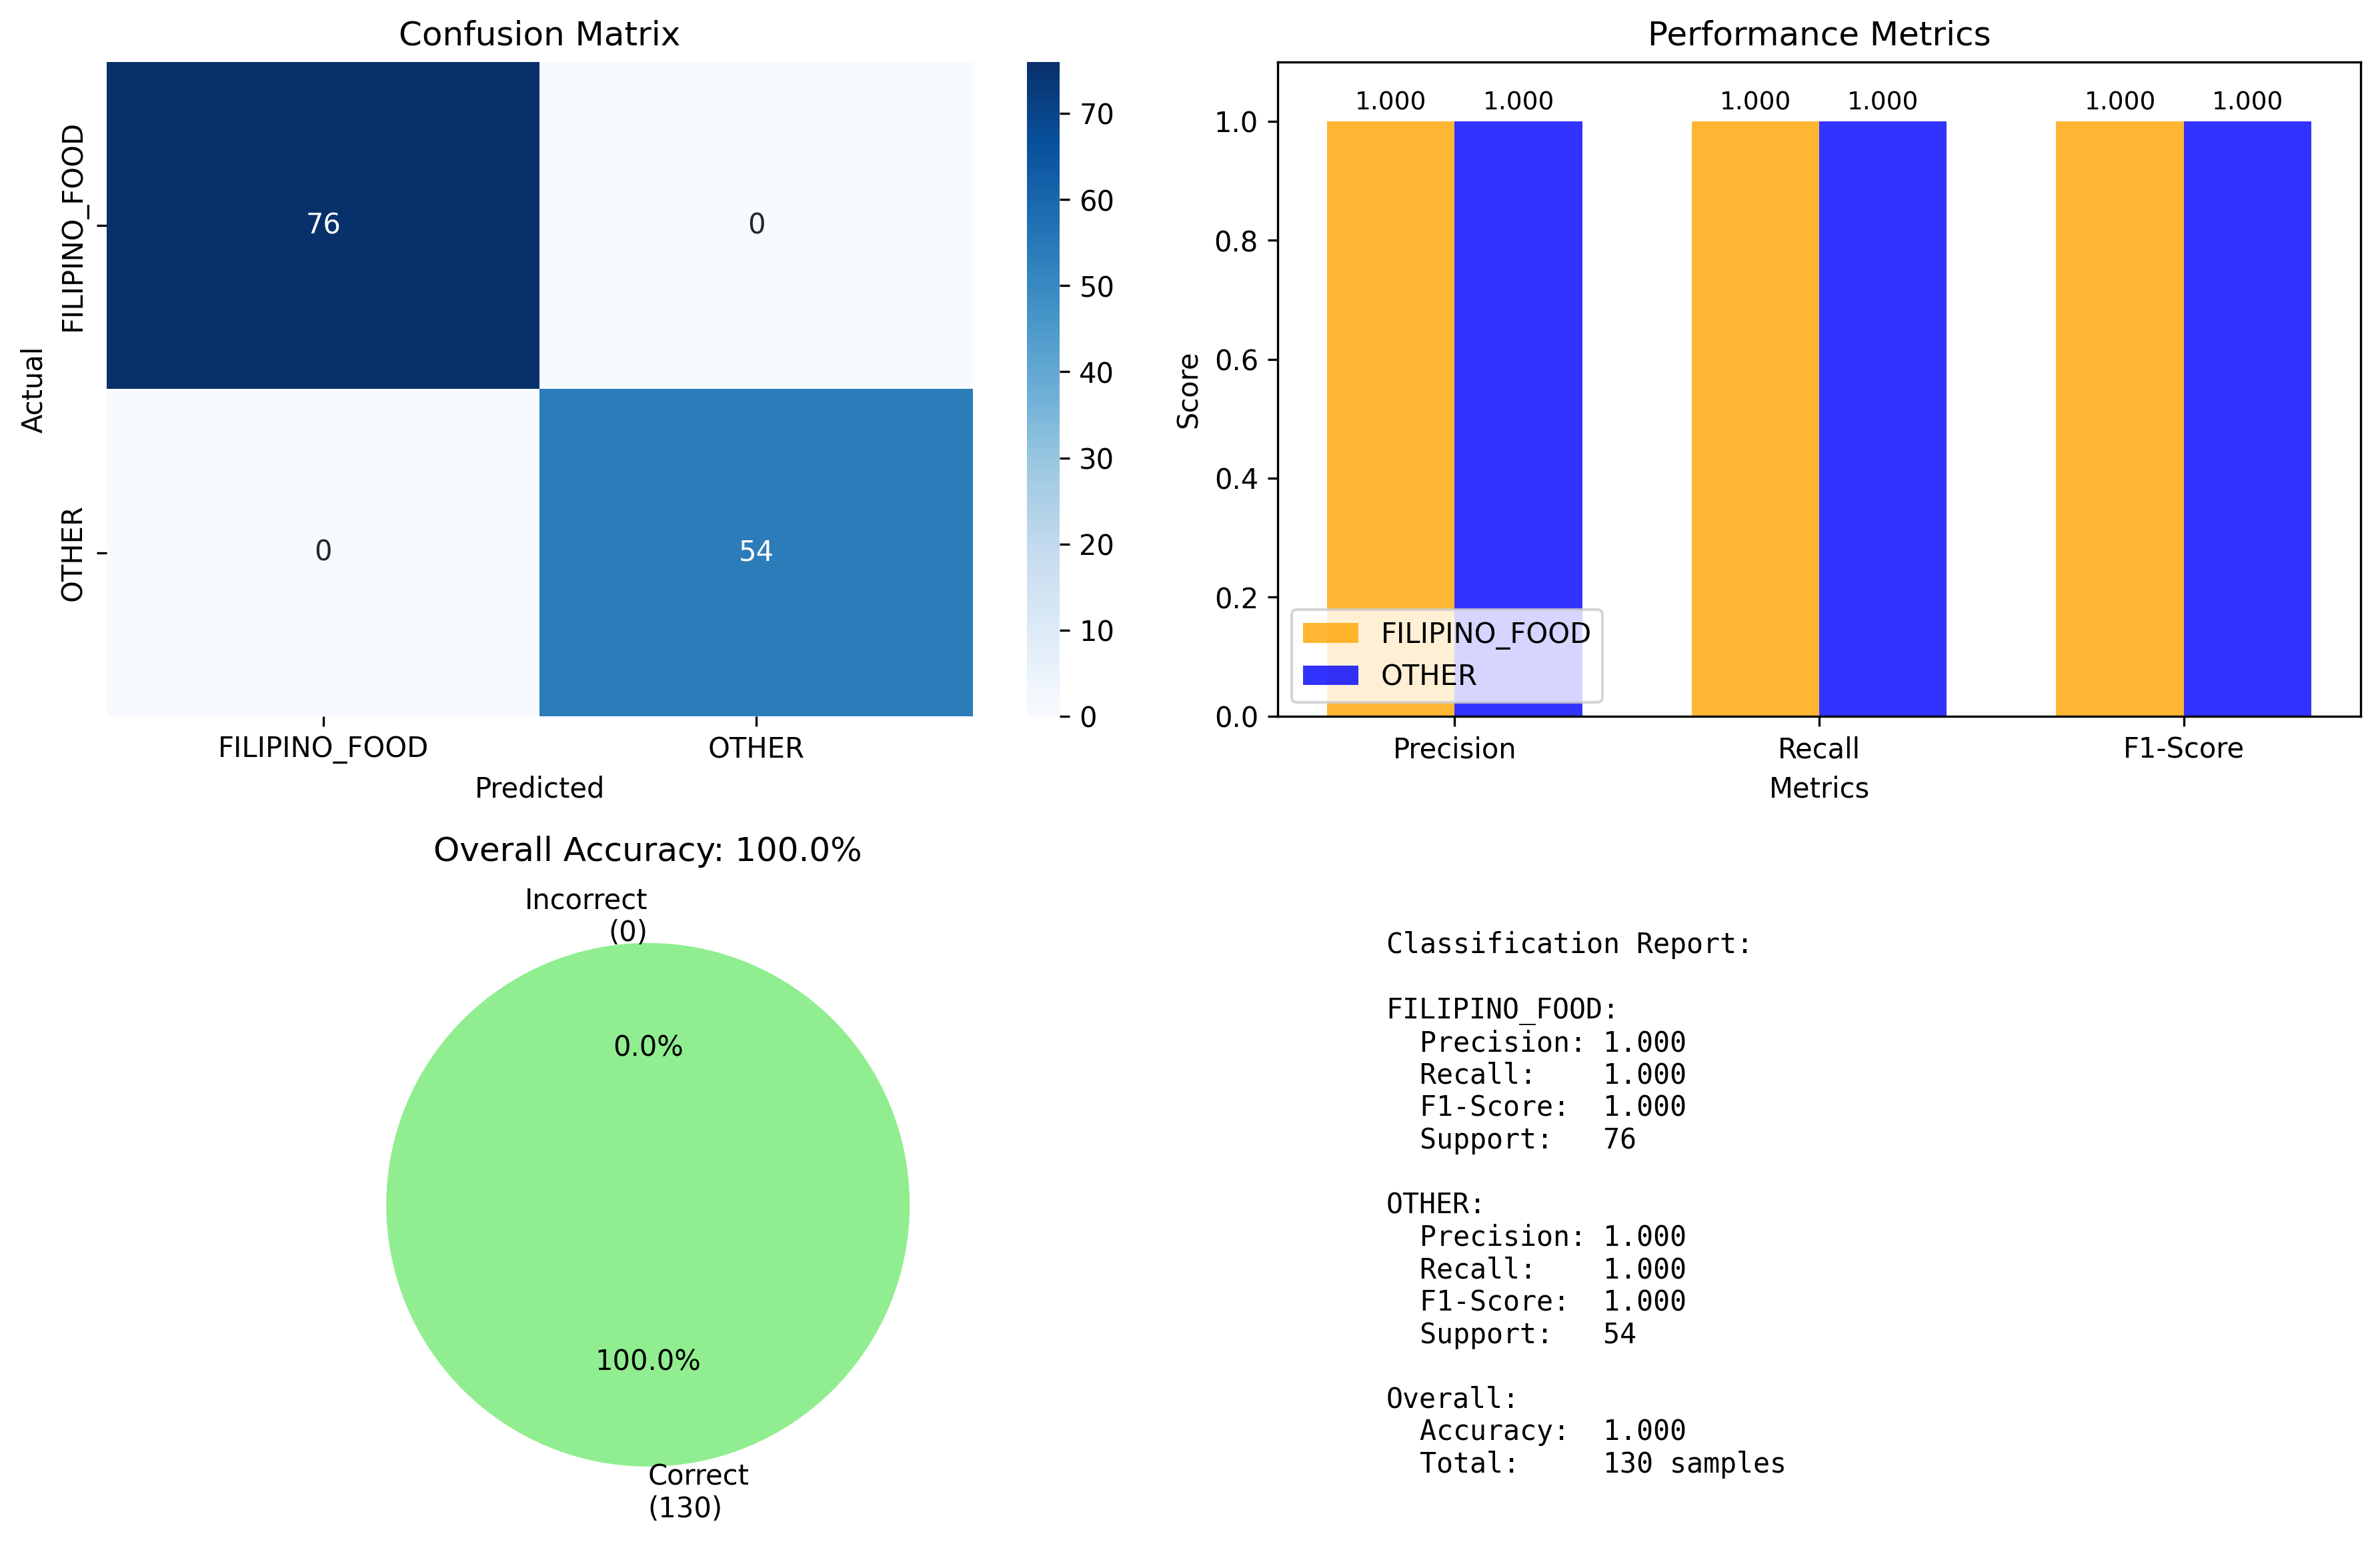 Confusion Matrix
FILIPINO_FOOD
OTHER
Actual
76
0
0
54
FILIPINO_FOOD
OTHER
Predicted
70
60
50
40
30
20
10
0
Performance Metrics
1.000
1.000
1.000
1.000
1.000
1.000
Score
1.0
0.8
0.6
0.4
0.2
0.0
FILIPINO_FOOD
OTHER
Precision
Recall
F1-Score
Metrics
Overall Accuracy: 100.0%
Incorrect
(0)
0.0%
100.0%
Correct
(130)
Classification Report:
FILIPINO_FOOD:
Precision: 1.000
Recall: 1.000
F1-Score: 1.000
Support: 76
OTHER:
Precision: 1.000
Recall: 1.000
F1-Score: 1.000
Support: 54
Overall:
Accuracy: 1.000
Total: 130 samples